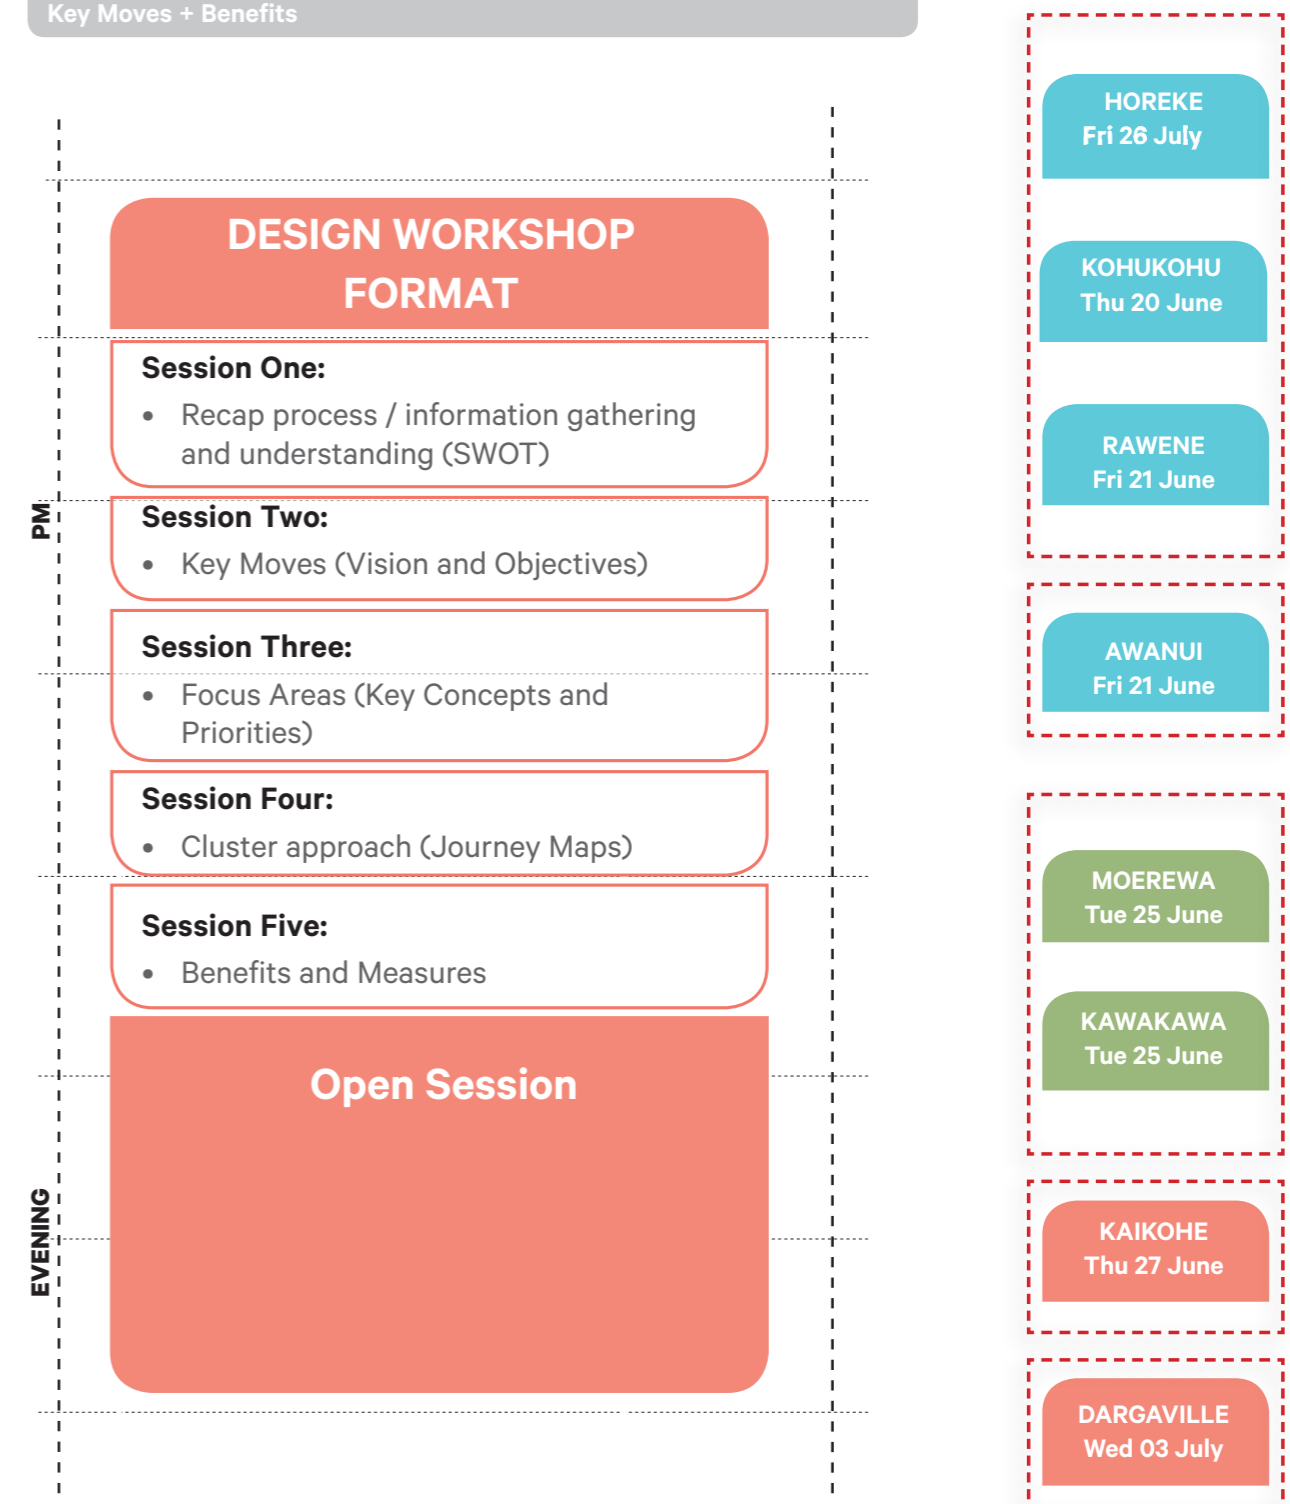 Key Moves + Benefits
DESIGN WORKSHOP
FORMAT
Session One:
• Recap process / information gathering
and understanding (SWOT)
PM
Session Two:
• Key Moves (Vision and Objectives)
Session Three:
• Focus Areas (Key Concepts and
Priorities)
Session Four:
• Cluster approach (Journey Maps)
Session Five:
• Benefits and Measures
Open Session
EVENING
HOREKE
Fri 26 July
KOHUKOHU
Thu 20 June
RAWENE
Fri 21 June
AWANUI
Fri 21 June
MOEREWA
Tue 25 June
KAWAKAWA
Tue 25 June
KAIKOHE
Thu 27 June
DARGAVILLE
Wed 03 July